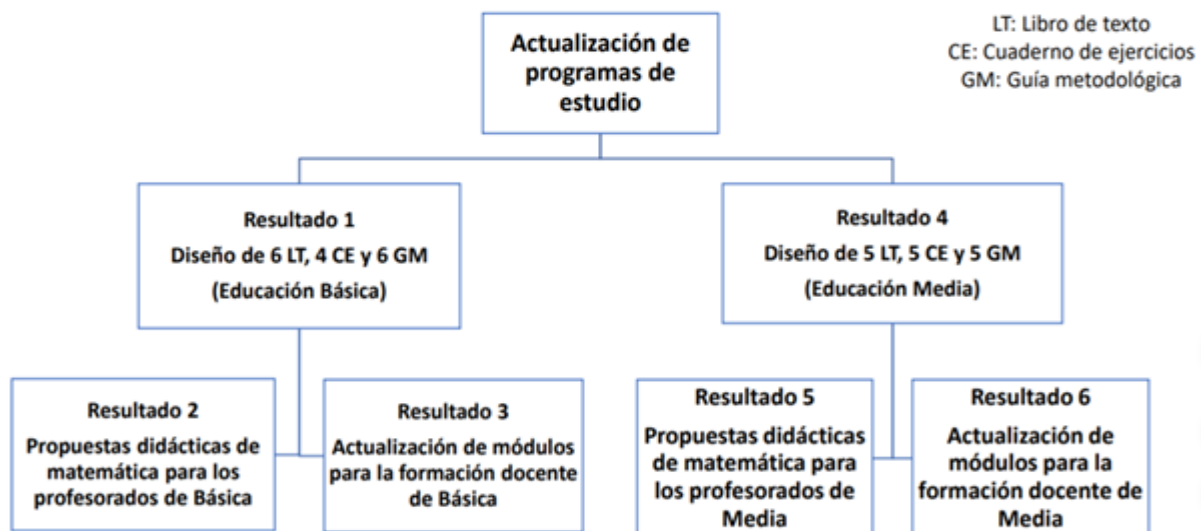 LT: Libro de texto
CE: Cuaderno de ejercicios
GM: Guía metodológica
Actualización de
programas de
estudio
Resultado 1
Diseño de 6 LT, 4 CE y 6 GM
(Educación Básica)
Resultado 4
Diseño de 5 LT, 5 CE y 5 GM
(Educación Media)
Resultado 2
Propuestas didácticas de
matemática para los
profesorados de Básica
Resultado 3
Actualización de módulos
para la formación docente
de Básica
Resultado 5
Propuestas didácticas
de matemática para
los profesorados de
Media
Resultado 6
Actualización de
módulos para la
formación docente de
Media